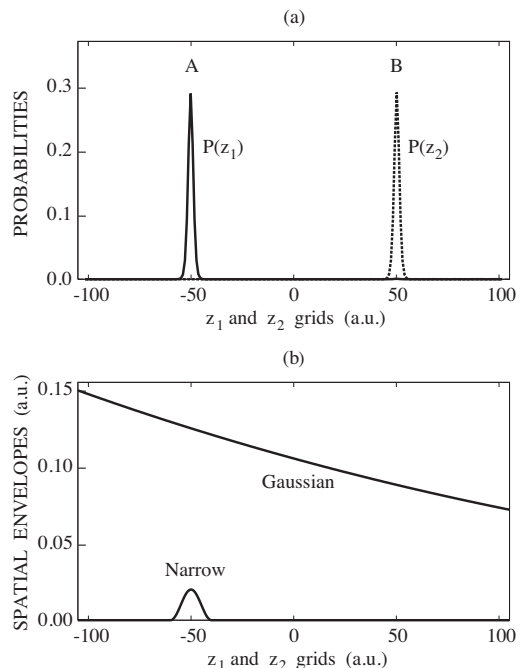 (a)
A
B
P(z₁)
P(z₂)
PROBABILITIES
0.3
0.2
0.1
0.0
-100
-50
0
50
100
z₁ and z₂ grids (a.u.)
(b)
SPATIAL ENVELOPES (a.u.)
0.15
0.10
0.05
0.00
Gaussian
Narrow
-100
-50
0
50
100
z₁ and z₂ grids (a.u.)